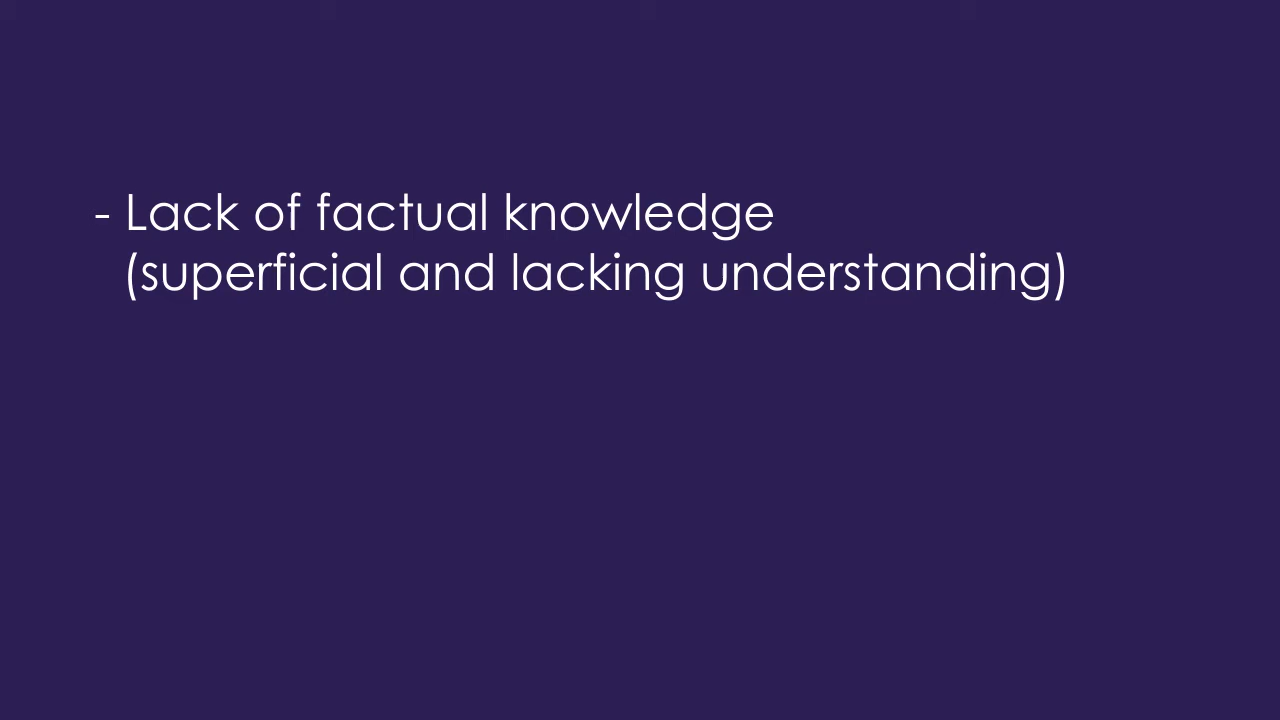 - Lack of factual knowledge
(superficial and lacking understanding)